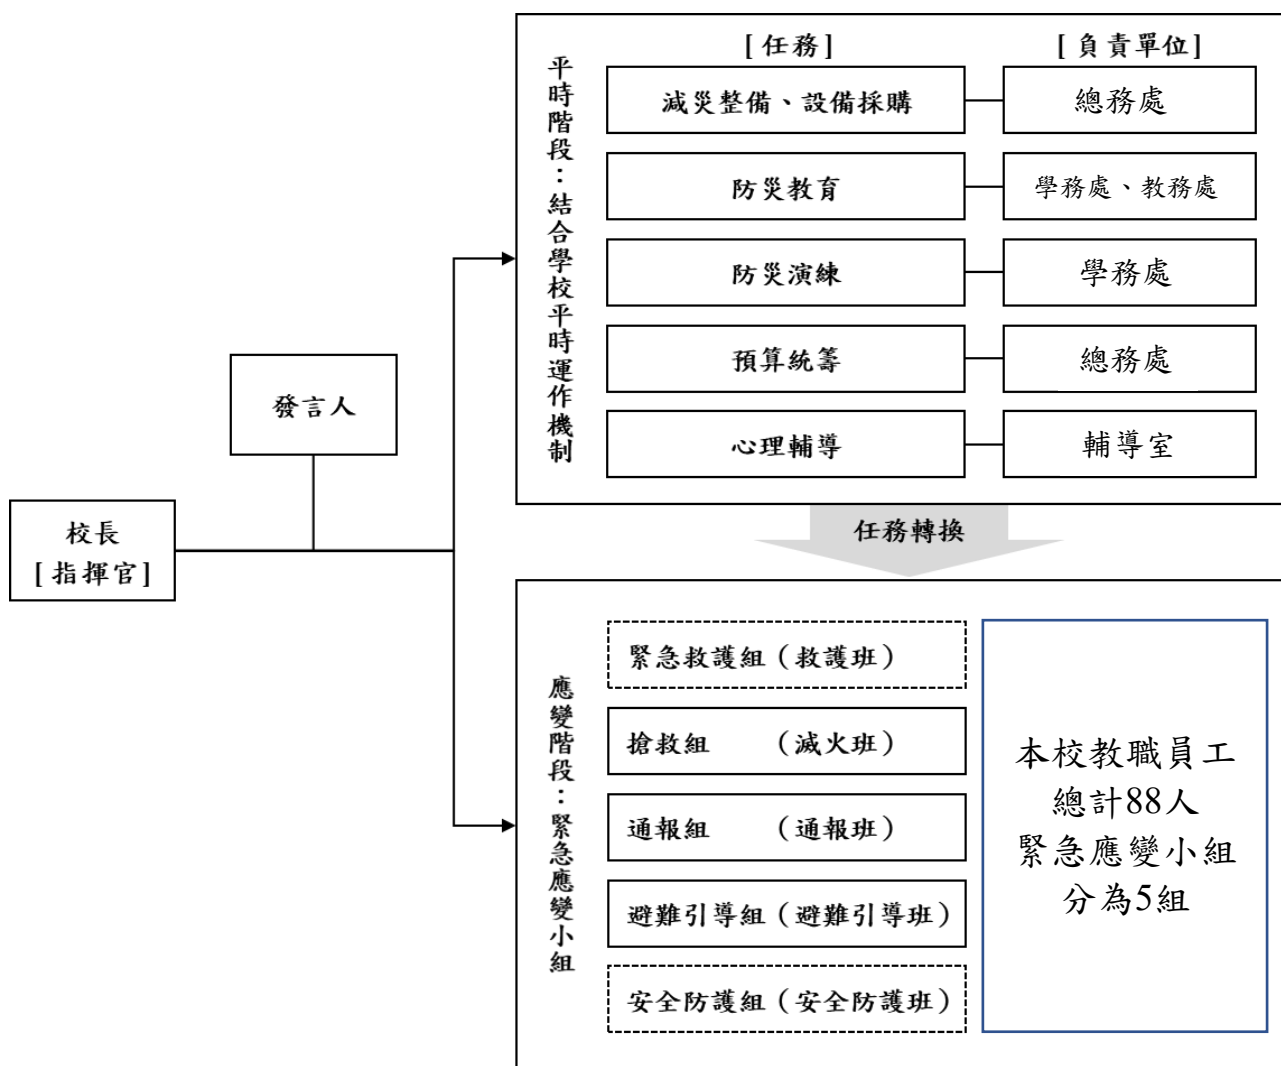 [任務]
[負責單位]
平時階段：結合學校平時運作機制
減災整備、設備採購
總務處
防災教育
學務處、教務處
防災演練
學務處
預算統籌
總務處
心理輔導
輔導室
發言人
校長
[指揮官]
任務轉換
應變階段：緊急應變小組
緊急救護組（救護班）
搶救組　　（滅火班）
通報組　　（通報班）
避難引導組（避難引導班）
安全防護組（安全防護班）
本校教職員工
總計88人
緊急應變小組
分為5組